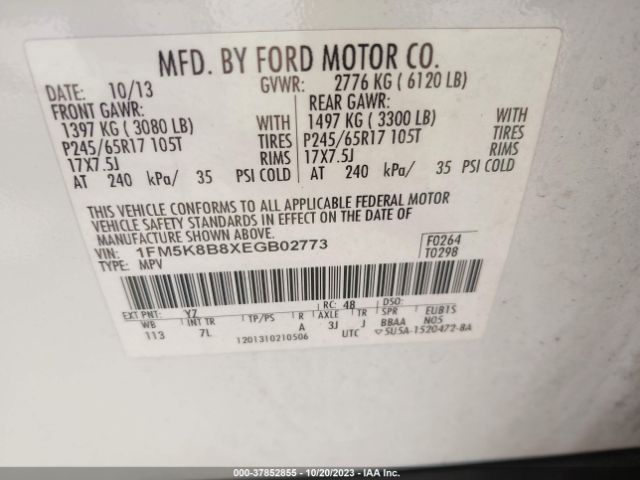 MFD. BY FORD MOTOR CO.
DATE: 10/13 GVWR: 2776 KG ( 6120 LB)
FRONT GAWR: REAR GAWR:
1397 KG ( 3080 LB) WITH 1497 KG ( 3300 LB) WITH
P245/65R17 105T TIRES P245/65R17 105T TIRES
17X7.5J RIMS 17X7.5J RIMS
AT 240 kPa/ 35 PSI COLD AT 240 kPa/ 35 PSI COLD
THIS VEHICLE CONFORMS TO ALL APPLICABLE FEDERAL MOTOR
VEHICLE SAFETY STANDARDS IN EFFECT ON THE DATE OF
MANUFACTURE SHOWN ABOVE.
VIN: 1FM5K8B8XEGB02773 F0264
TYPE: MPV T0298
EXT PNT: YZ RC: 48 DSO:
WB INT TR TP/PS R AXLE TR SPR EUB1S
113 7L A 3J J BBAA NO5
1201310210506 UTC 5U5A-1520472-8A
000-37852855 - 10/20/2023 - IAA Inc.